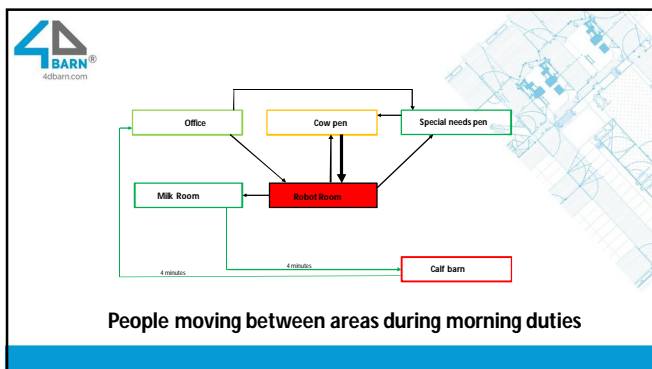 4D
BARN®
4dbarn.com
Office
Cow pen
Special needs pen
Milk Room
Robot Room
4 minutes
4 minutes
Calf barn
People moving between areas during morning duties